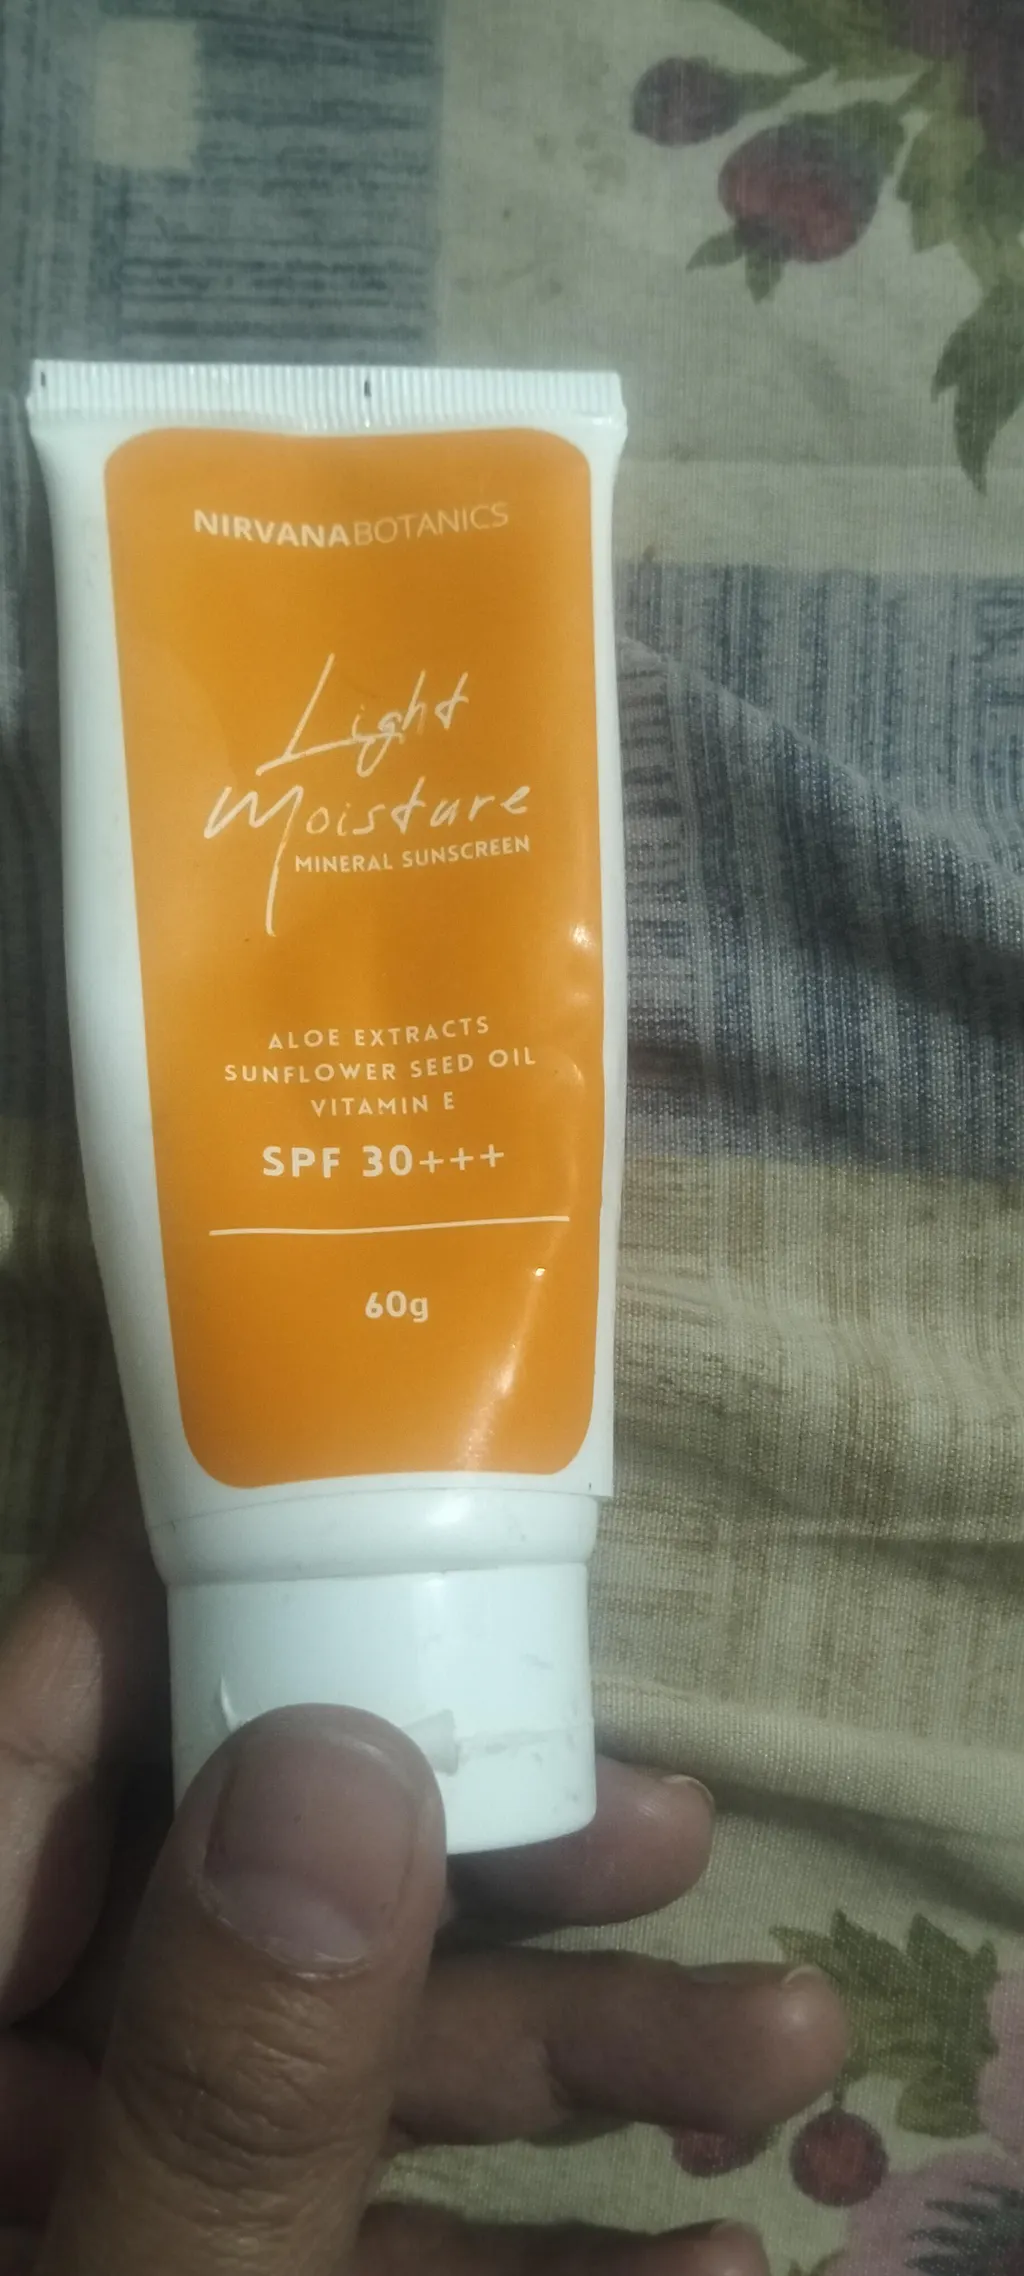 NIRVANABOTANICS
Light
Moisture
MINERAL SUNSCREEN
ALOE EXTRACTS
SUNFLOWER SEED OIL
VITAMIN E
SPF 30+++
60g